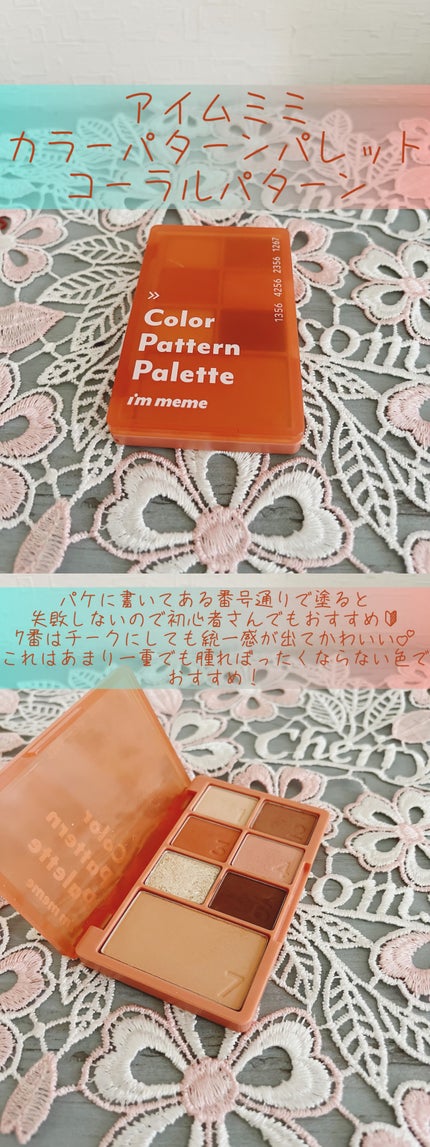 アイムミミ
カラーパターンパレット
コーラルパターン
1356 4256 2356 1267
Color
Pattern
Palette
i'm meme
パケに書いてある番号通りで塗ると
失敗しないので初心者さんでもおすすめ🔰
7番はチークにしても統一感が出てかわいい♡
これはあまり一重でも腫れぼったくならない色で
おすすめ！
Color
Pattern
Palette
i'm meme
7